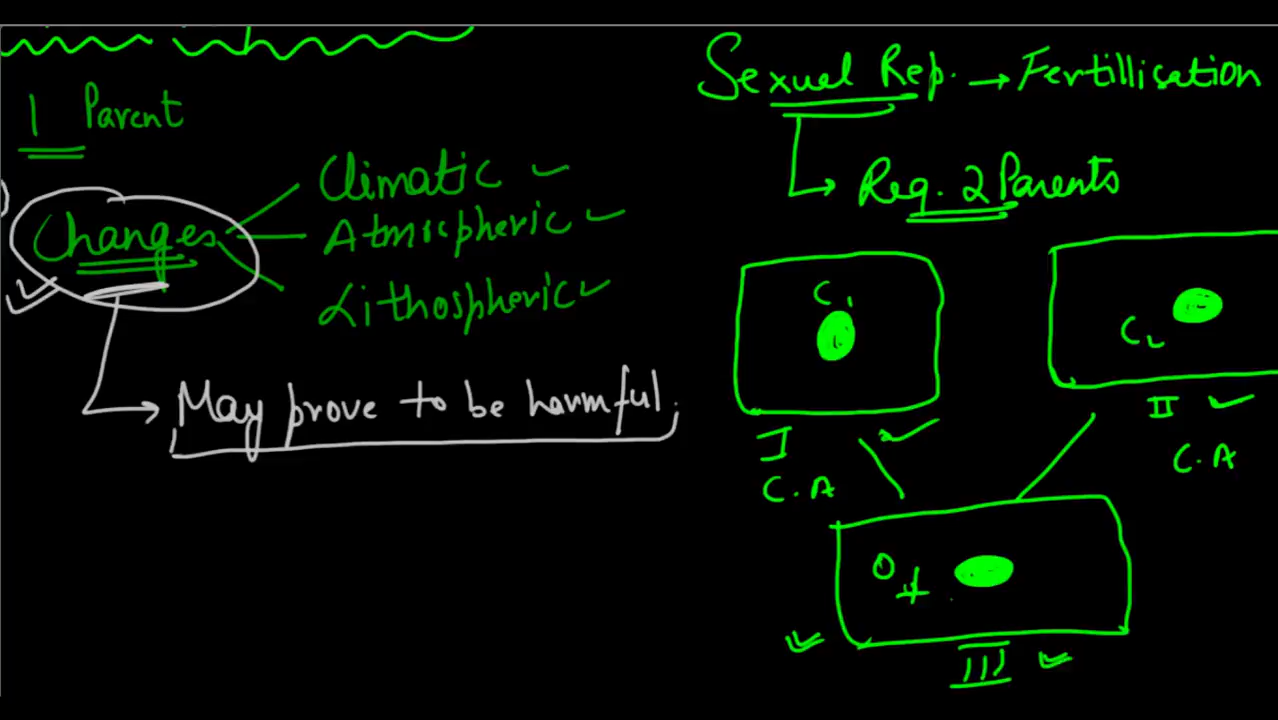 1 Parent
Changes
Climatic
Atmospheric
Lithospheric
May prove to be harmful.
Sexual Rep. → Fertillisation
Req. 2 Parents
C1
I
C.A
C2
II
C.A
III